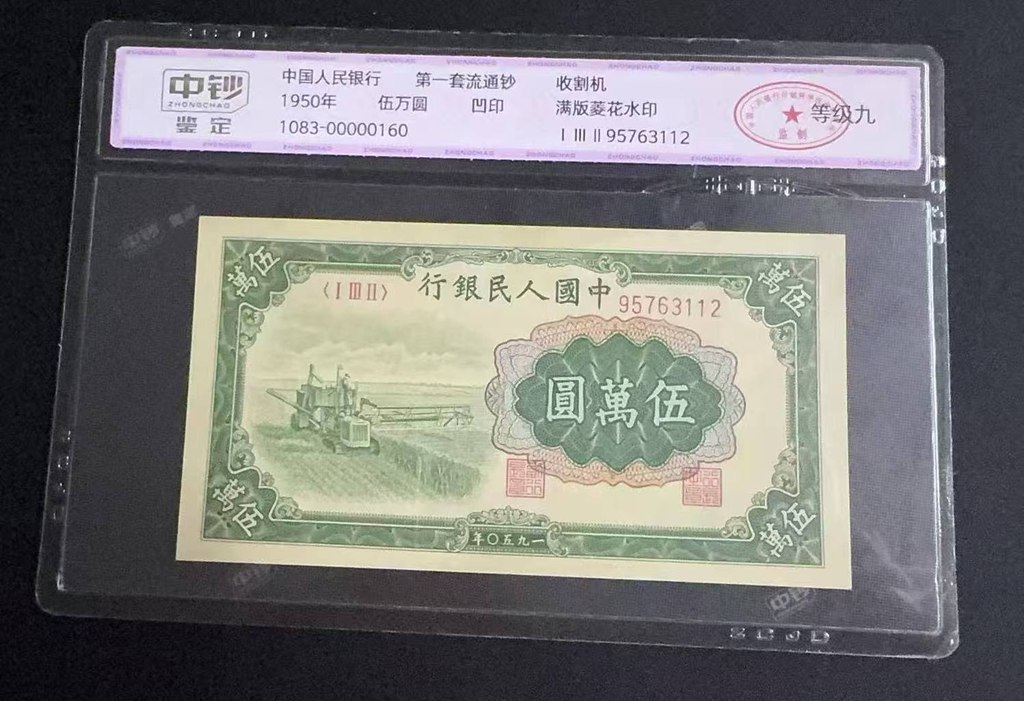 中钞
ZHONGCHAO
鉴定
中国人民银行 第一套流通钞 收割机
1950年 伍万圆 凹印 满版菱花水印
1083-00000160 I III II 95763112
监制
等级九
伍萬
伍萬
〈I III II〉
中國人民銀行
95763112
伍萬圓
伍萬
伍萬
一九五〇年
ZCJD